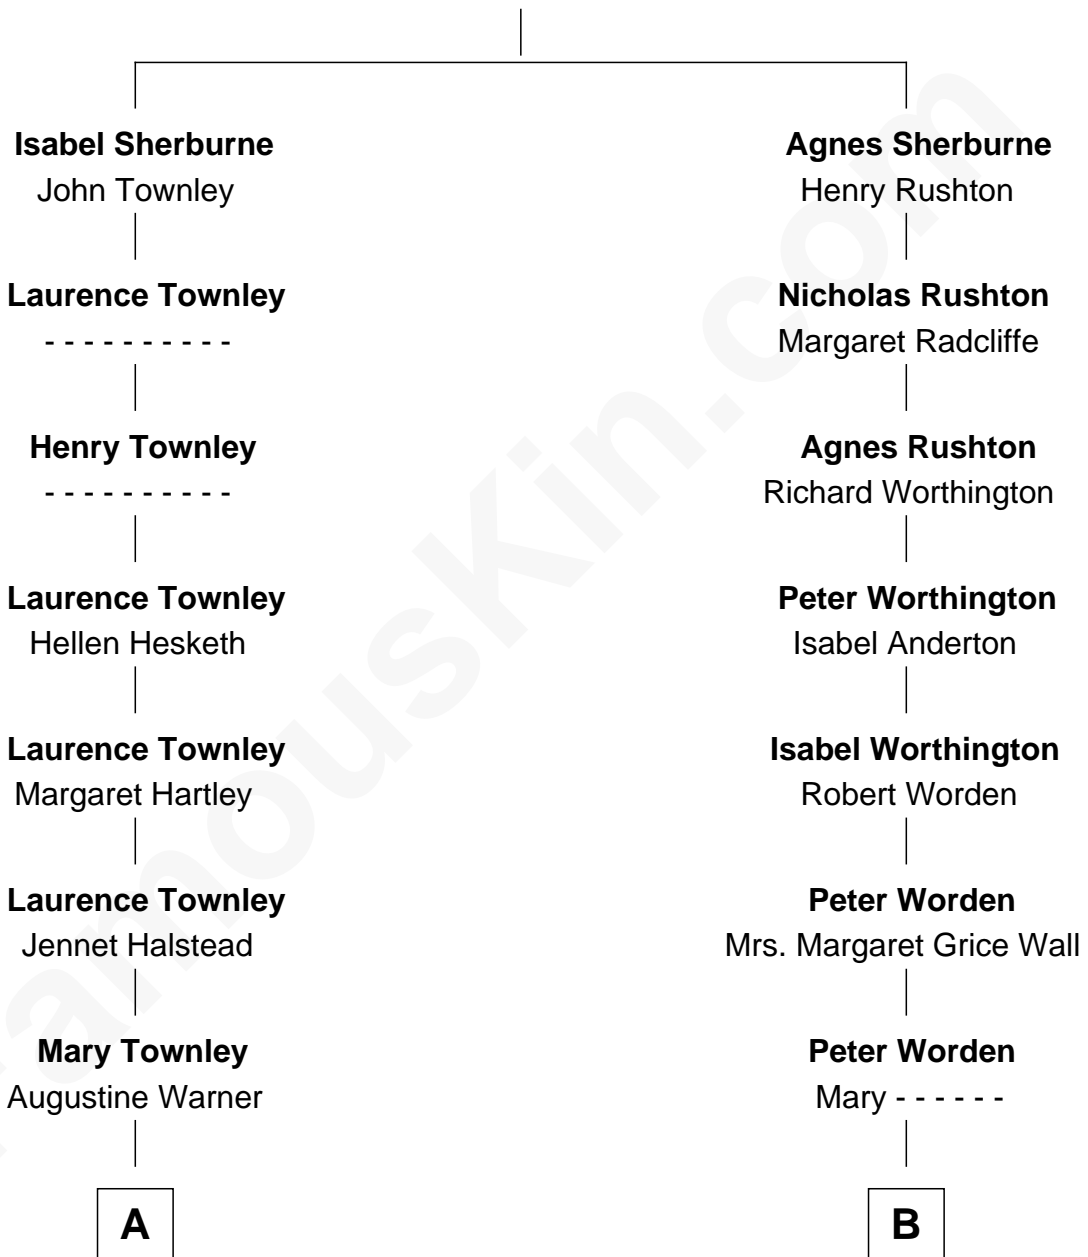 Isabel Sherburne
John Townley
Laurence Townley
- - - - - - - - - -
Henry Townley
- - - - - - - - - -
Laurence Townley
Hellen Hesketh
Laurence Townley
Margaret Hartley
Laurence Townley
Jennet Halstead
Mary Townley
Augustine Warner
A
Agnes Sherburne
Henry Rushton
Nicholas Rushton
Margaret Radcliffe
Agnes Rushton
Richard Worthington
Peter Worthington
Isabel Anderton
Isabel Worthington
Robert Worden
Peter Worden
Mrs. Margaret Grice Wall
Peter Worden
Mary - - - - - -
B
FamousKin.com